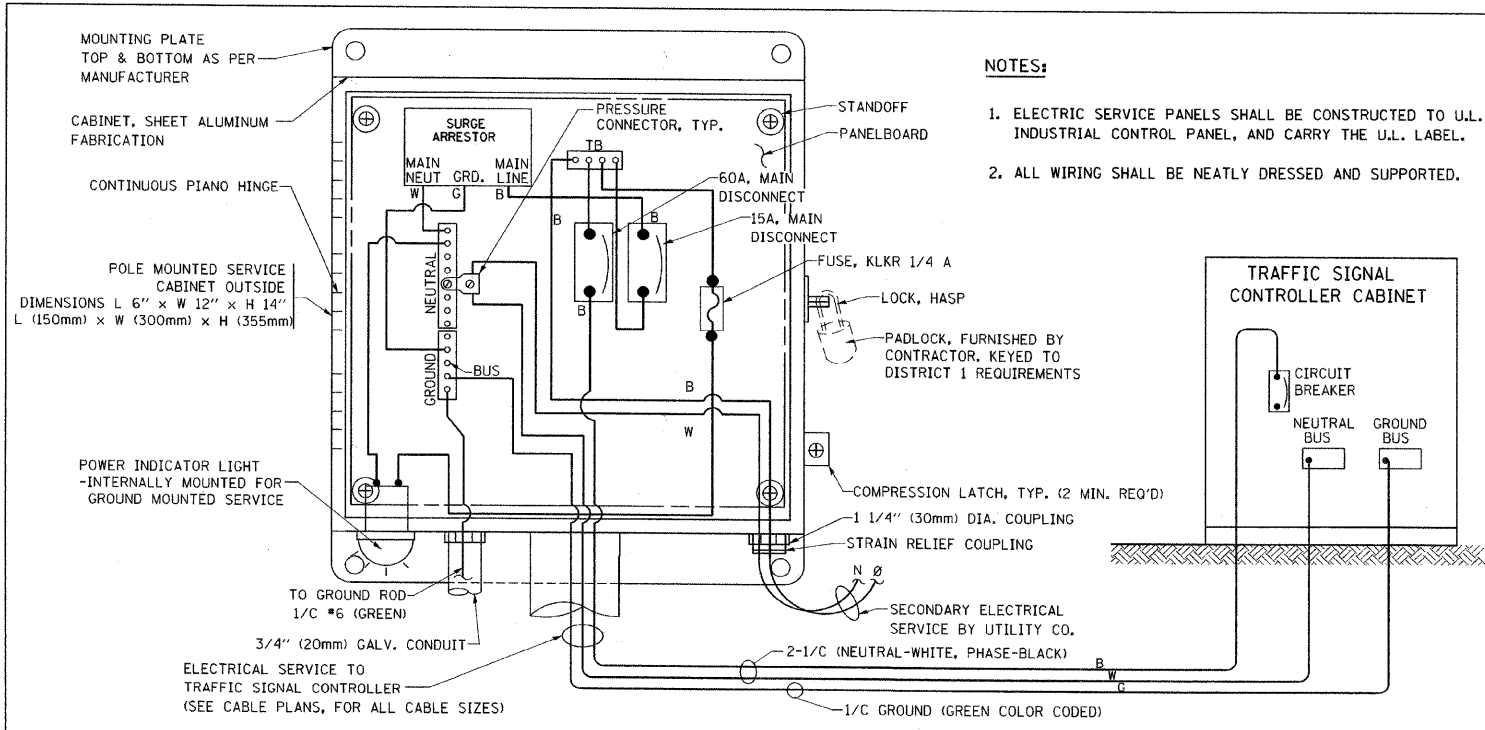 MOUNTING PLATE
TOP & BOTTOM AS PER
MANUFACTURER
CABINET, SHEET ALUMINUM
FABRICATION
CONTINUOUS PIANO HINGE
POLE MOUNTED SERVICE
CABINET OUTSIDE
DIMENSIONS L 6" x W 12" x H 14"
L (150mm) x W (300mm) x H (355mm)
POWER INDICATOR LIGHT
-INTERNALLY MOUNTED FOR
GROUND MOUNTED SERVICE
SURGE
ARRESTOR
MAIN
NEUT
GRD.
MAIN
LINE
W
G
B
PRESSURE
CONNECTOR, TYP.
TB
STANDOFF
PANELBOARD
60A, MAIN
DISCONNECT
B
B
15A, MAIN
DISCONNECT
FUSE, KLKR 1/4 A
B
NEUTRAL
GROUND
BUS
LOCK, HASP
PADLOCK, FURNISHED BY
CONTRACTOR. KEYED TO
DISTRICT 1 REQUIREMENTS
B
W
COMPRESSION LATCH, TYP. (2 MIN. REQ'D)
1 1/4" (30mm) DIA. COUPLING
STRAIN RELIEF COUPLING
N Ø
SECONDARY ELECTRICAL
SERVICE BY UTILITY CO.
TO GROUND ROD
1/C #6 (GREEN)
3/4" (20mm) GALV. CONDUIT
ELECTRICAL SERVICE TO
TRAFFIC SIGNAL CONTROLLER
(SEE CABLE PLANS, FOR ALL CABLE SIZES)
2-1/C (NEUTRAL-WHITE, PHASE-BLACK)
1/C GROUND (GREEN COLOR CODED)
B
W
G
NOTES:
1. ELECTRIC SERVICE PANELS SHALL BE CONSTRUCTED TO U.L.
INDUSTRIAL CONTROL PANEL, AND CARRY THE U.L. LABEL.
2. ALL WIRING SHALL BE NEATLY DRESSED AND SUPPORTED.
TRAFFIC SIGNAL
CONTROLLER CABINET
CIRCUIT
BREAKER
NEUTRAL
BUS
GROUND
BUS